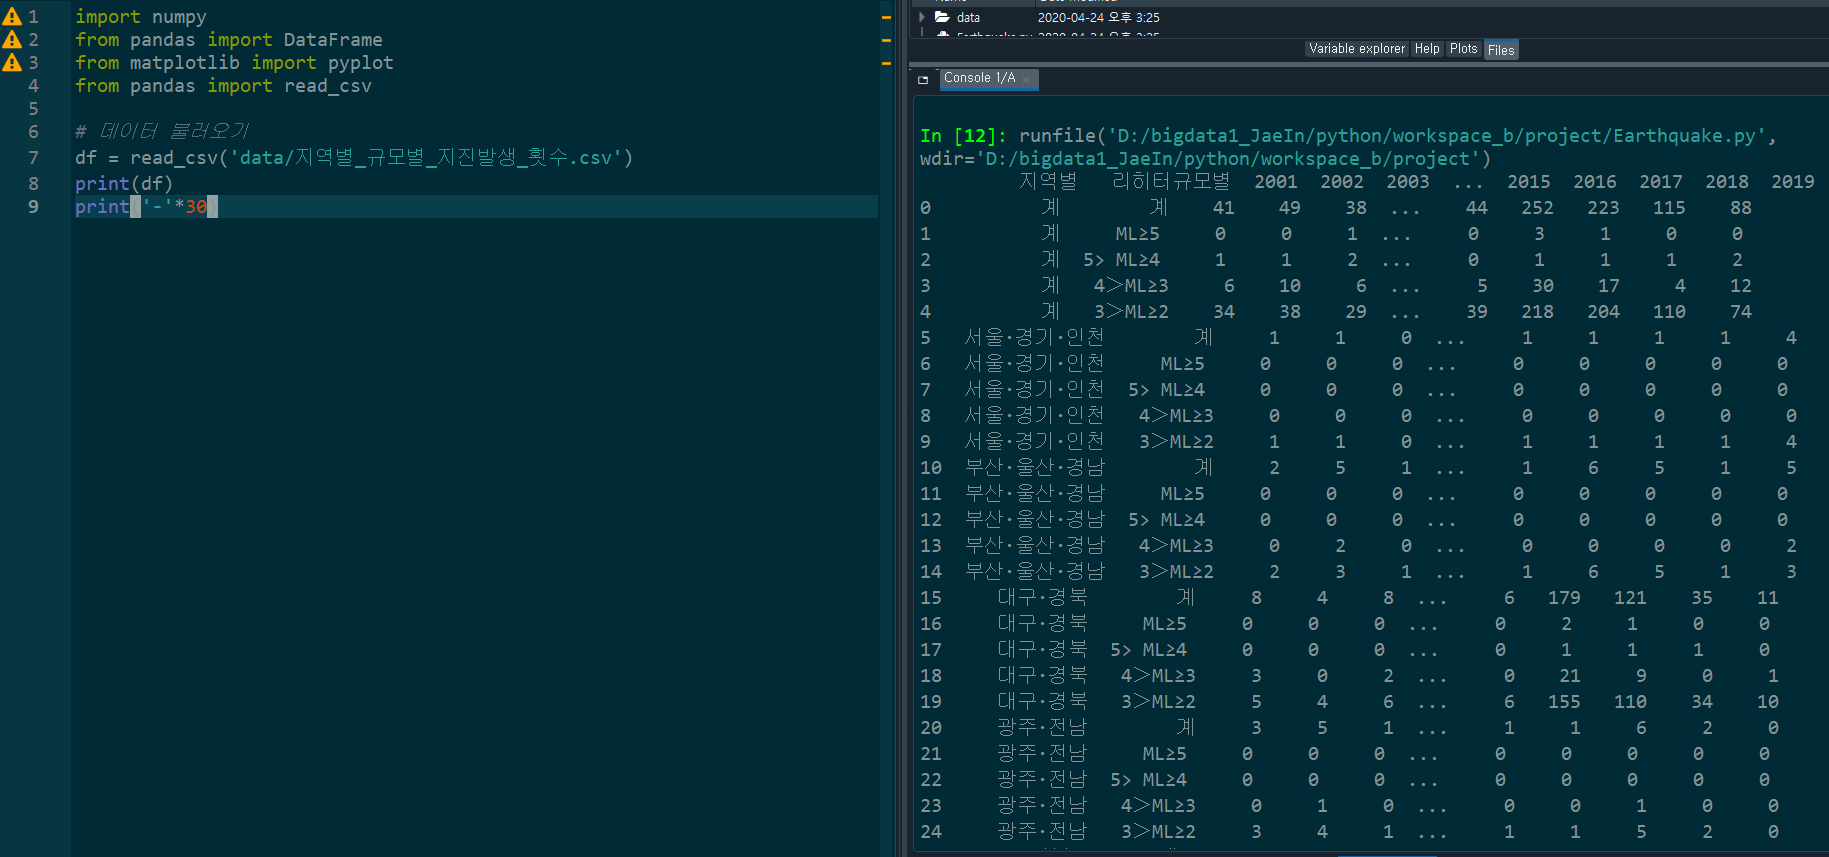 1 import numpy
2 from pandas import DataFrame
3 from matplotlib import pyplot
4 from pandas import read_csv
5
6 # 데이터 불러오기
7 df = read_csv('data/지역별_규모별_지진발생_횟수.csv')
8 print(df)
9 print('-'*30)
data 2020-04-24 오후 3:25
Variable explorer Help Plots Files
Console 1/A
In [12]: runfile('D:/bigdata1_JaeIn/python/workspace_b/project/Earthquake.py',
wdir='D:/bigdata1_JaeIn/python/workspace_b/project')
지역별 리히터규모별 2001 2002 2003 ... 2015 2016 2017 2018 2019
0 계 계 41 49 38 ... 44 252 223 115 88
1 계 ML≥5 0 0 1 ... 0 3 1 0 0
2 계 5> ML≥4 1 1 2 ... 0 1 1 1 2
3 계 4＞ML≥3 6 10 6 ... 5 30 17 4 12
4 계 3＞ML≥2 34 38 29 ... 39 218 204 110 74
5 서울·경기·인천 계 1 1 0 ... 1 1 1 1 4
6 서울·경기·인천 ML≥5 0 0 0 ... 0 0 0 0 0
7 서울·경기·인천 5> ML≥4 0 0 0 ... 0 0 0 0 0
8 서울·경기·인천 4＞ML≥3 0 0 0 ... 0 0 0 0 0
9 서울·경기·인천 3＞ML≥2 1 1 0 ... 1 1 1 1 4
10 부산·울산·경남 계 2 5 1 ... 1 6 5 1 5
11 부산·울산·경남 ML≥5 0 0 0 ... 0 0 0 0 0
12 부산·울산·경남 5> ML≥4 0 0 0 ... 0 0 0 0 0
13 부산·울산·경남 4＞ML≥3 0 2 0 ... 0 0 0 0 2
14 부산·울산·경남 3＞ML≥2 2 3 1 ... 1 6 5 1 3
15 대구·경북 계 8 4 8 ... 6 179 121 35 11
16 대구·경북 ML≥5 0 0 0 ... 0 2 1 0 0
17 대구·경북 5> ML≥4 0 0 0 ... 0 1 1 1 0
18 대구·경북 4＞ML≥3 3 0 2 ... 0 21 9 0 1
19 대구·경북 3＞ML≥2 5 4 6 ... 6 155 110 34 10
20 광주·전남 계 3 5 1 ... 1 1 6 2 0
21 광주·전남 ML≥5 0 0 0 ... 0 0 0 0 0
22 광주·전남 5> ML≥4 0 0 0 ... 0 0 0 0 0
23 광주·전남 4＞ML≥3 0 1 0 ... 0 0 1 0 0
24 광주·전남 3＞ML≥2 3 4 1 ... 1 1 5 2 0